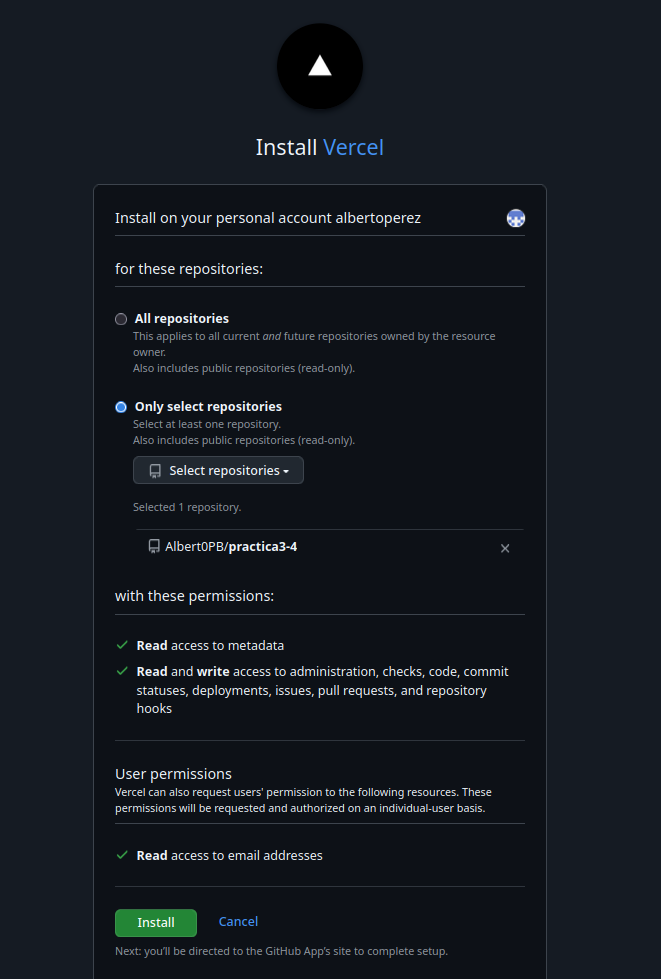 Install Vercel
Install on your personal account albertoperez
for these repositories:
All repositories
This applies to all current and future repositories owned by the resource
owner.
Also includes public repositories (read-only).
Only select repositories
Select at least one repository.
Also includes public repositories (read-only).
Select repositories
Selected 1 repository.
Albert0PB/practica3-4
with these permissions:
Read access to metadata
Read and write access to administration, checks, code, commit
statuses, deployments, issues, pull requests, and repository
hooks
User permissions
Vercel can also request users' permission to the following resources. These
permissions will be requested and authorized on an individual-user basis.
Read access to email addresses
Install Cancel
Next: you'll be directed to the GitHub App's site to complete setup.